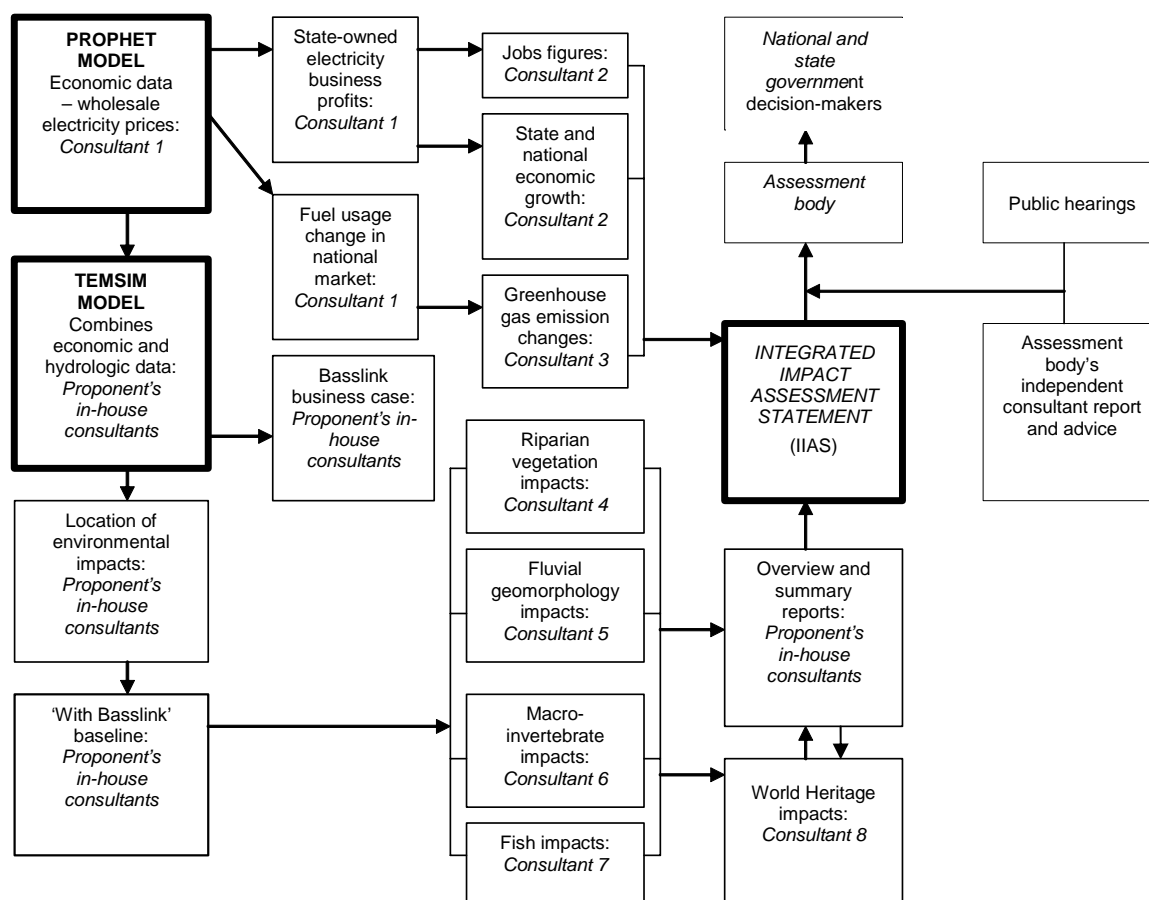 PROPHET
MODEL
Economic data
– wholesale
electricity prices:
Consultant 1
State-owned
electricity
business
profits:
Consultant 1
Jobs figures:
Consultant 2
National and
state
government
decision-makers
State and
national
economic
growth:
Consultant 2
Assessment
body
Public hearings
Fuel usage
change in
national
market:
Consultant 1
TEMSIM
MODEL
Combines
economic and
hydrologic data:
Proponent's
in-house
consultants
Greenhouse
gas emission
changes:
Consultant 3
INTEGRATED
IMPACT
ASSESSMENT
STATEMENT
(IIAS)
Assessment
body's
independent
consultant report
and advice
Basslink
business case:
Proponent's in-
house
consultants
Riparian
vegetation
impacts:
Consultant 4
Location of
environmental
impacts:
Proponent's
in-house
consultants
Fluvial
geomorphology
impacts:
Consultant 5
Overview and
summary
reports:
Proponent's
in-house
consultants
'With Basslink'
baseline:
Proponent's
in-house
consultants
Macro-
invertebrate
impacts:
Consultant 6
World Heritage
impacts:
Consultant 8
Fish impacts:
Consultant 7